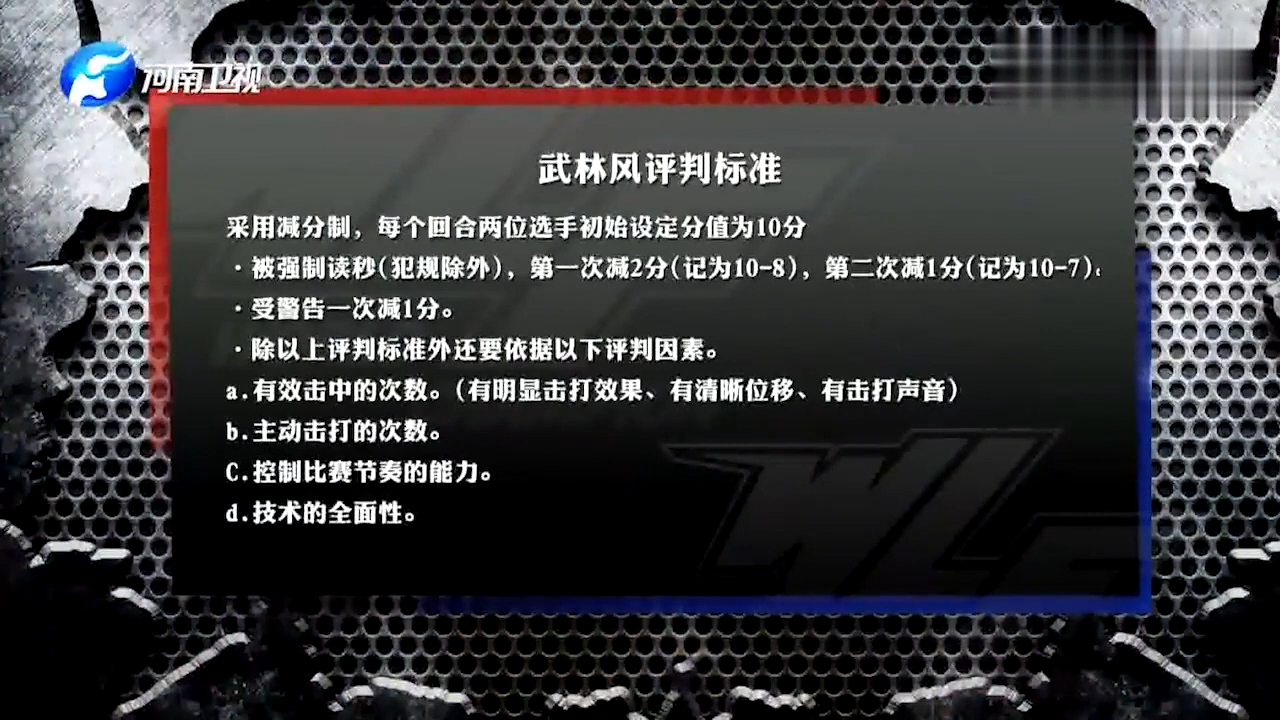 河南卫视
武林风评判标准
采用减分制，每个回合两位选手初始设定分值为10分
·被强制读秒(犯规除外)，第一次减2分(记为10-8)，第二次减1分(记为10-7)。
·受警告一次减1分。
·除以上评判标准外还要依据以下评判因素。
a.有效击中的次数。（有明显击打效果、有清晰位移、有击打声音）
b.主动击打的次数。
C.控制比赛节奏的能力。
d.技术的全面性。
WLF